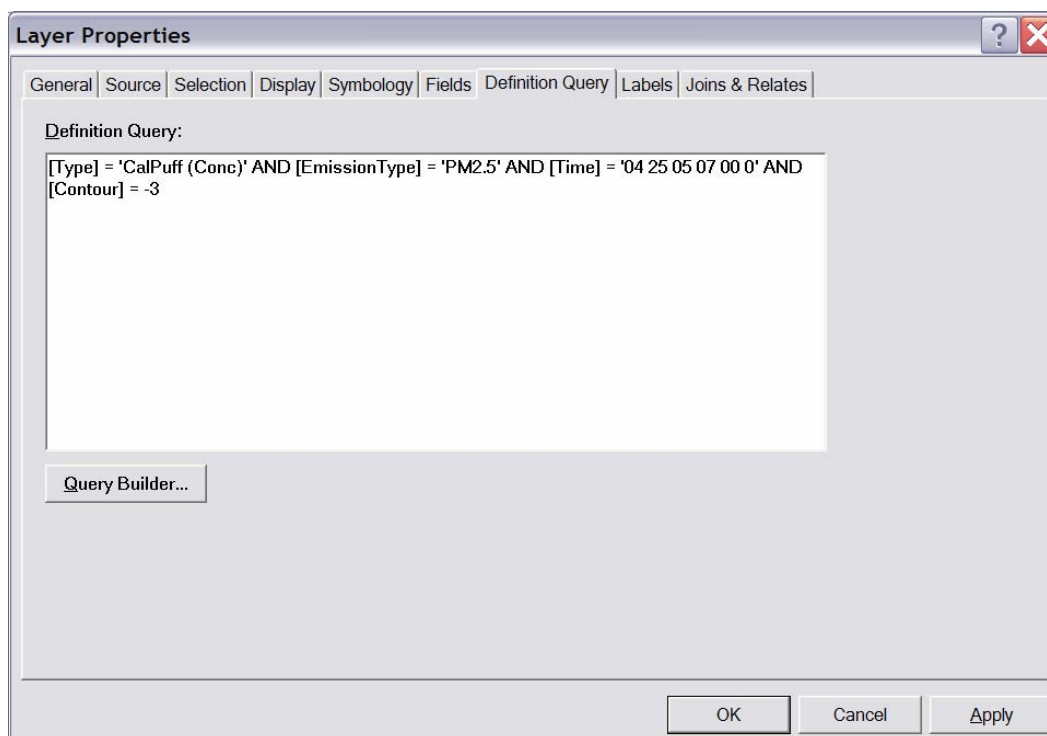 Layer Properties
?
General Source Selection Display Symbology Fields Definition Query Labels Joins & Relates
Definition Query:
[Type] = 'CalPuff (Conc)' AND [EmissionType] = 'PM2.5' AND [Time] = '04 25 05 07 00 0' AND
[Contour] = -3
Query Builder...
OK Cancel Apply